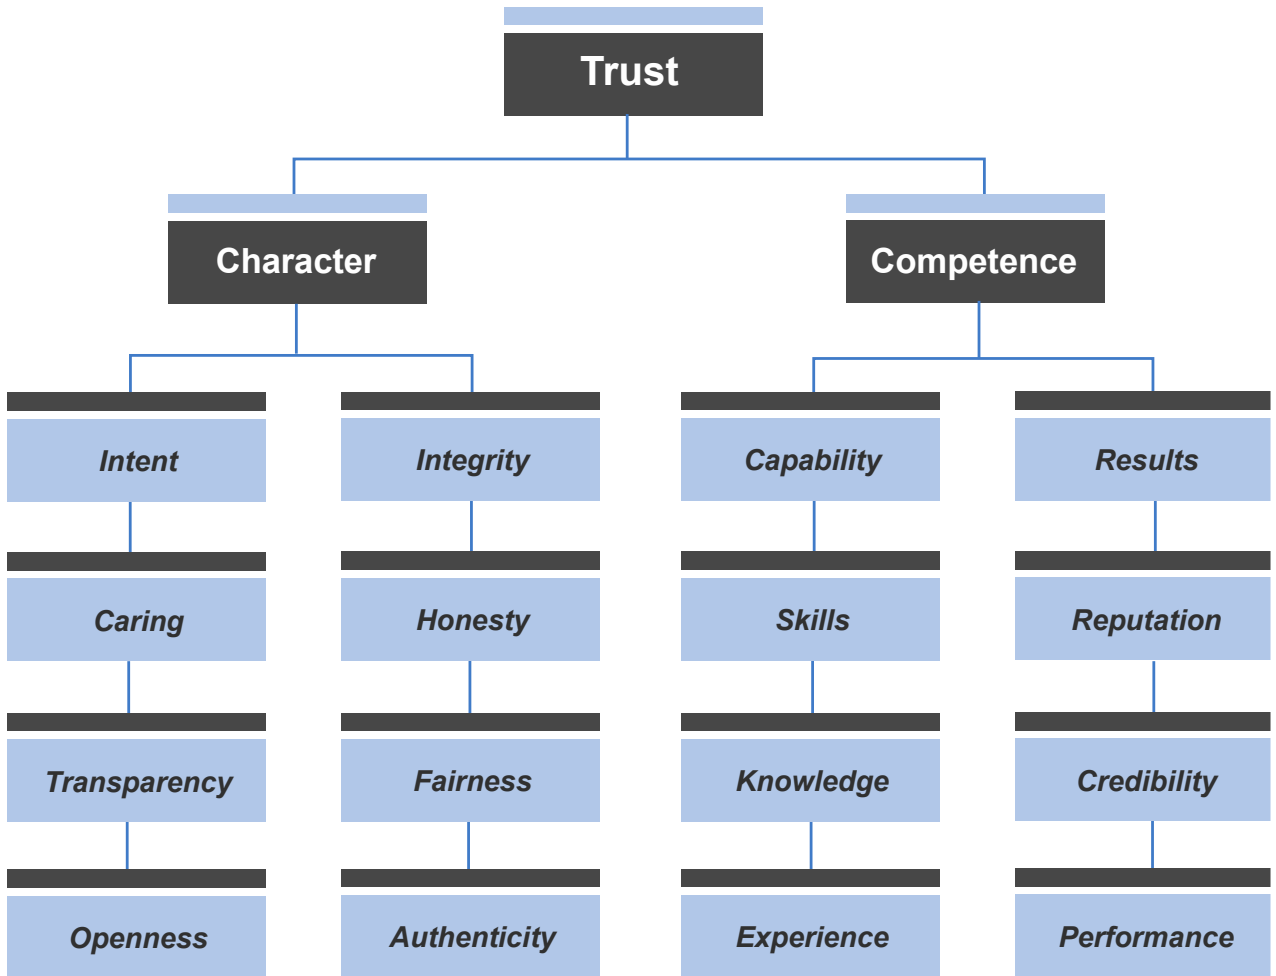 Trust
Character
Competence
Intent
Integrity
Capability
Results
Caring
Honesty
Skills
Reputation
Transparency
Fairness
Knowledge
Credibility
Openness
Authenticity
Experience
Performance